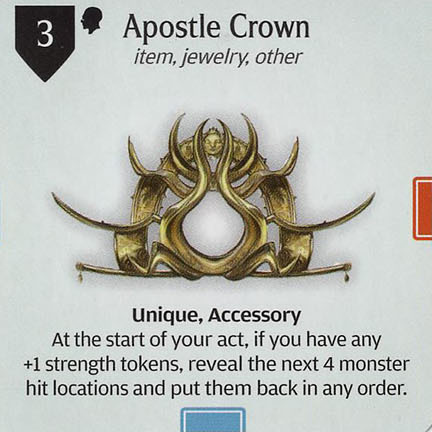 3
Apostle Crown
item, jewelry, other
Unique, Accessory
At the start of your act, if you have any
+1 strength tokens, reveal the next 4 monster
hit locations and put them back in any order.